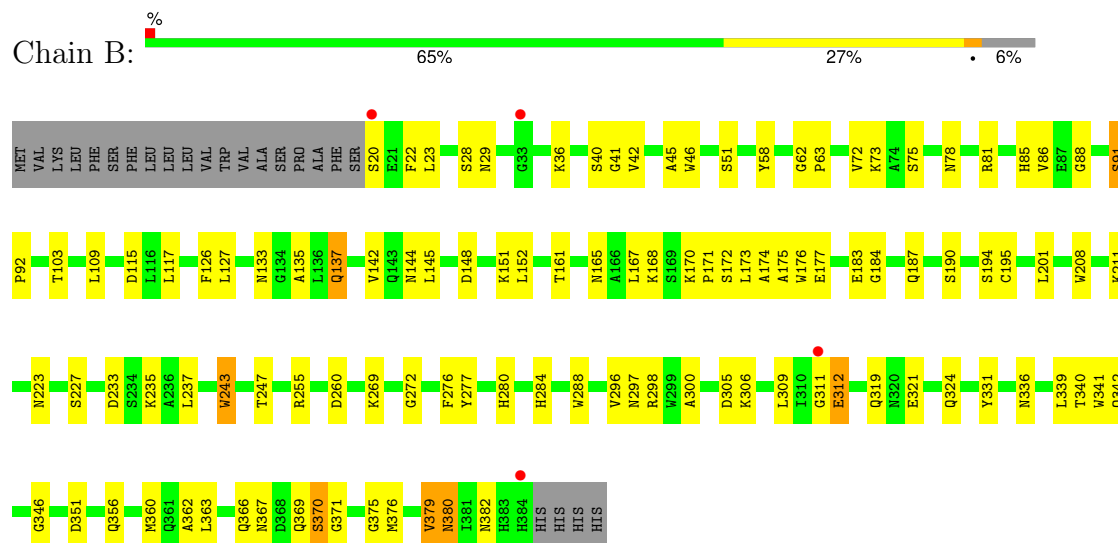 %
Chain B:
65% 27% • 6%
MET VAL LYS LEU PHE SER PHE LEU LEU LEU VAL TRP VAL ALA SER PRO ALA PHE SER S20 E21 F22 L23 S28 N29 G33 K36 S40 G41 V42 A45 W46 S51 Y58 G62 P63 V72 K73 A74 S75 N78 R81 H85 V86 E87 G88 S91
P92 T103 L109 D115 L116 L117 F126 L127 N133 G134 A135 L136 Q137 V142 Q143 N144 L145 D148 K151 L152 T161 N165 A166 L167 K168 S169 K170 P171 S172 L173 A174 A175 W176 E177 E183 G184 Q187 S190 S194 C195 L201 W208 K211
N223 S227 D233 S234 K235 A236 L237 W243 T247 R255 D260 K269 G272 F276 Y277 H280 H284 W288 V296 N297 R298 W299 A300 D305 K306 L309 I310 G311 E312 Q319 N320 E321 Q324 Y331 N336 L339 T340 W341 Q342
G346 D351 Q356 M360 Q361 A362 L363 Q366 N367 D368 Q369 S370 G371 G375 M376 V379 N380 I381 N382 H383 H384 HIS HIS HIS HIS